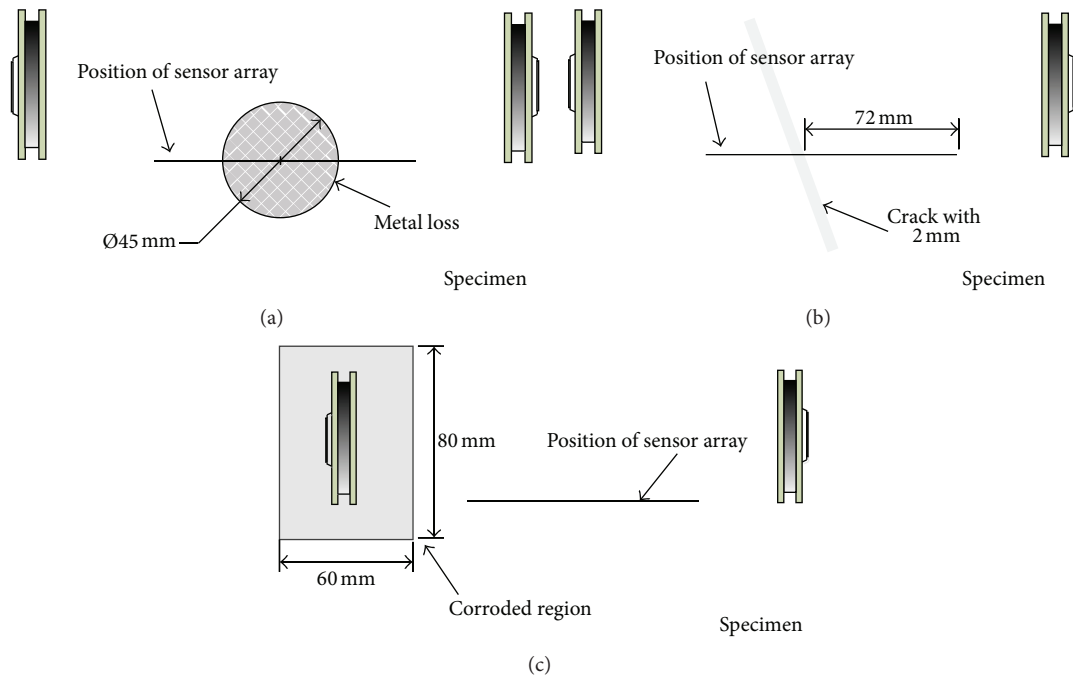 Position of sensor array
Ø45 mm
Metal loss
Specimen
(a)
Position of sensor array
72 mm
Crack with
2 mm
Specimen
(b)
80 mm
60 mm
Position of sensor array
Corroded region
Specimen
(c)